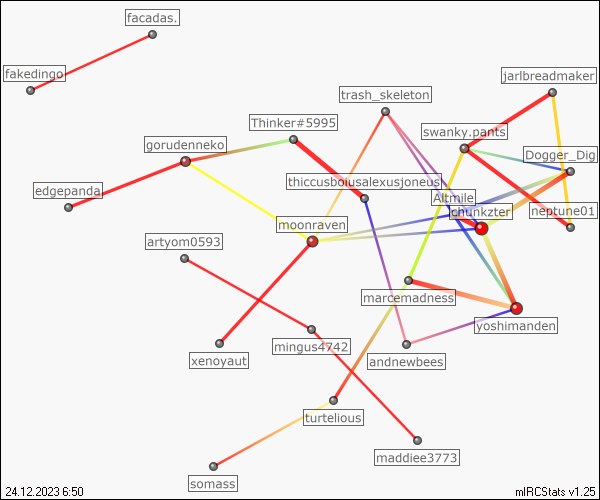 facadas.
fakedingo
jarlbreadmaker
trash_skeleton
Thinker#5995
swanky.pants
gorudenneko
Dogger_Dig
thiccusboiusalexusjoneus
edgepanda
Altmile
chunkzter
neptune01
moonraven
artyom0593
marcemadness
yoshimanden
mingus4742
xenoyaut
andnewbees
turtelious
maddiee3773
somass
24.12.2023 6:50
mIRCStats v1.25